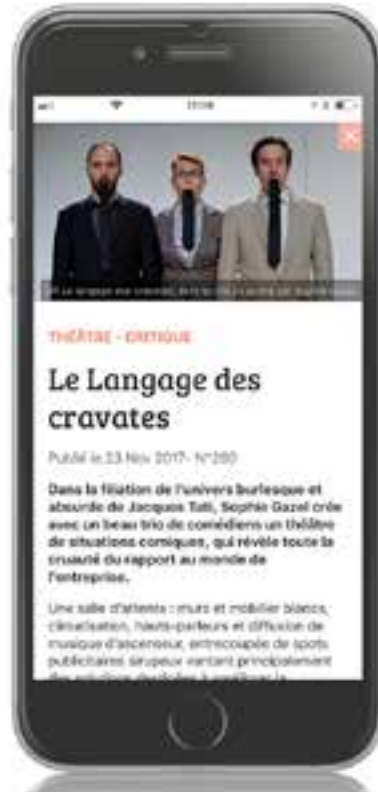 THÉÂTRE - CRITIQUE
Le Langage des
cravates
Publié le 23 Nov 2017 - N°260
Dans la filiation de l'univers burlesque et
absurde de Jacques Tati, Sophie Gazel crée
avec un beau trio de comédiens un théâtre
de situations comiques, qui révèle toute la
cruauté du rapport au monde de
l'entreprise.
Une salle d'attente : murs et mobilier blancs,
climatisation, hauts-parleurs et diffusion de
musique d'ascenseur, entrecoupée de spots
publicitaires sirupeux vantant principalement